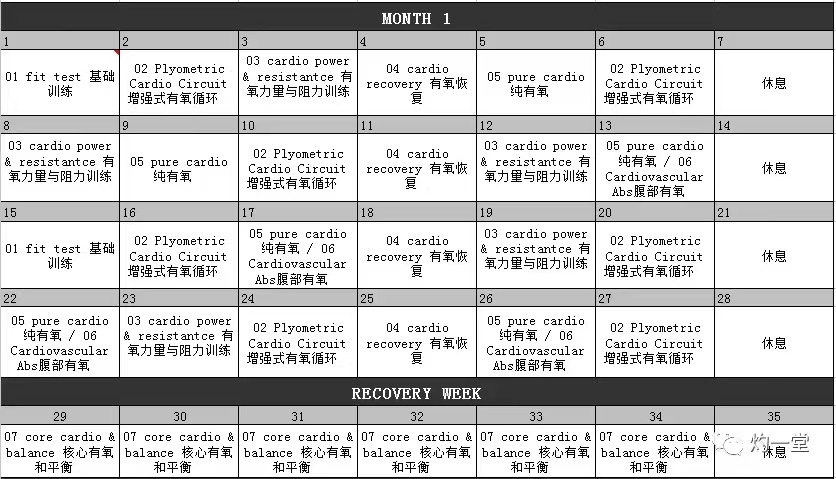 MONTH 1
1 2 3 4 5 6 7
01 fit test 基础
训练
02 Plyometric
Cardio Circuit
增强式有氧循环
03 cardio power
& resistantce 有
氧力量与阻力训练
04 cardio
recovery 有氧恢
复
05 pure cardio
纯有氧
02 Plyometric
Cardio Circuit
增强式有氧循环
休息
8 9 10 11 12 13 14
03 cardio power
& resistantce 有
氧力量与阻力训练
05 pure cardio
纯有氧
02 Plyometric
Cardio Circuit
增强式有氧循环
04 cardio
recovery 有氧恢
复
03 cardio power
& resistantce 有
氧力量与阻力训练
05 pure cardio
纯有氧 / 06
Cardiovascular
Abs腹部有氧
休息
15 16 17 18 19 20 21
01 fit test 基础
训练
02 Plyometric
Cardio Circuit
增强式有氧循环
05 pure cardio
纯有氧 / 06
Cardiovascular
Abs腹部有氧
04 cardio
recovery 有氧恢
复
03 cardio power
& resistantce 有
氧力量与阻力训练
02 Plyometric
Cardio Circuit
增强式有氧循环
休息
22 23 24 25 26 27 28
05 pure cardio
纯有氧 / 06
Cardiovascular
Abs腹部有氧
03 cardio power
& resistantce 有
氧力量与阻力训练
02 Plyometric
Cardio Circuit
增强式有氧循环
04 cardio
recovery 有氧恢
复
05 pure cardio
纯有氧 / 06
Cardiovascular
Abs腹部有氧
02 Plyometric
Cardio Circuit
增强式有氧循环
休息
RECOVERY WEEK
29 30 31 32 33 34 35
07 core cardio &
balance 核心有氧
和平衡
07 core cardio &
balance 核心有氧
和平衡
07 core cardio &
balance 核心有氧
和平衡
07 core cardio &
balance 核心有氧
和平衡
07 core cardio &
balance 核心有氧
和平衡
07 core cardio &
balance 核心有氧
和平衡
休息
灼一堂